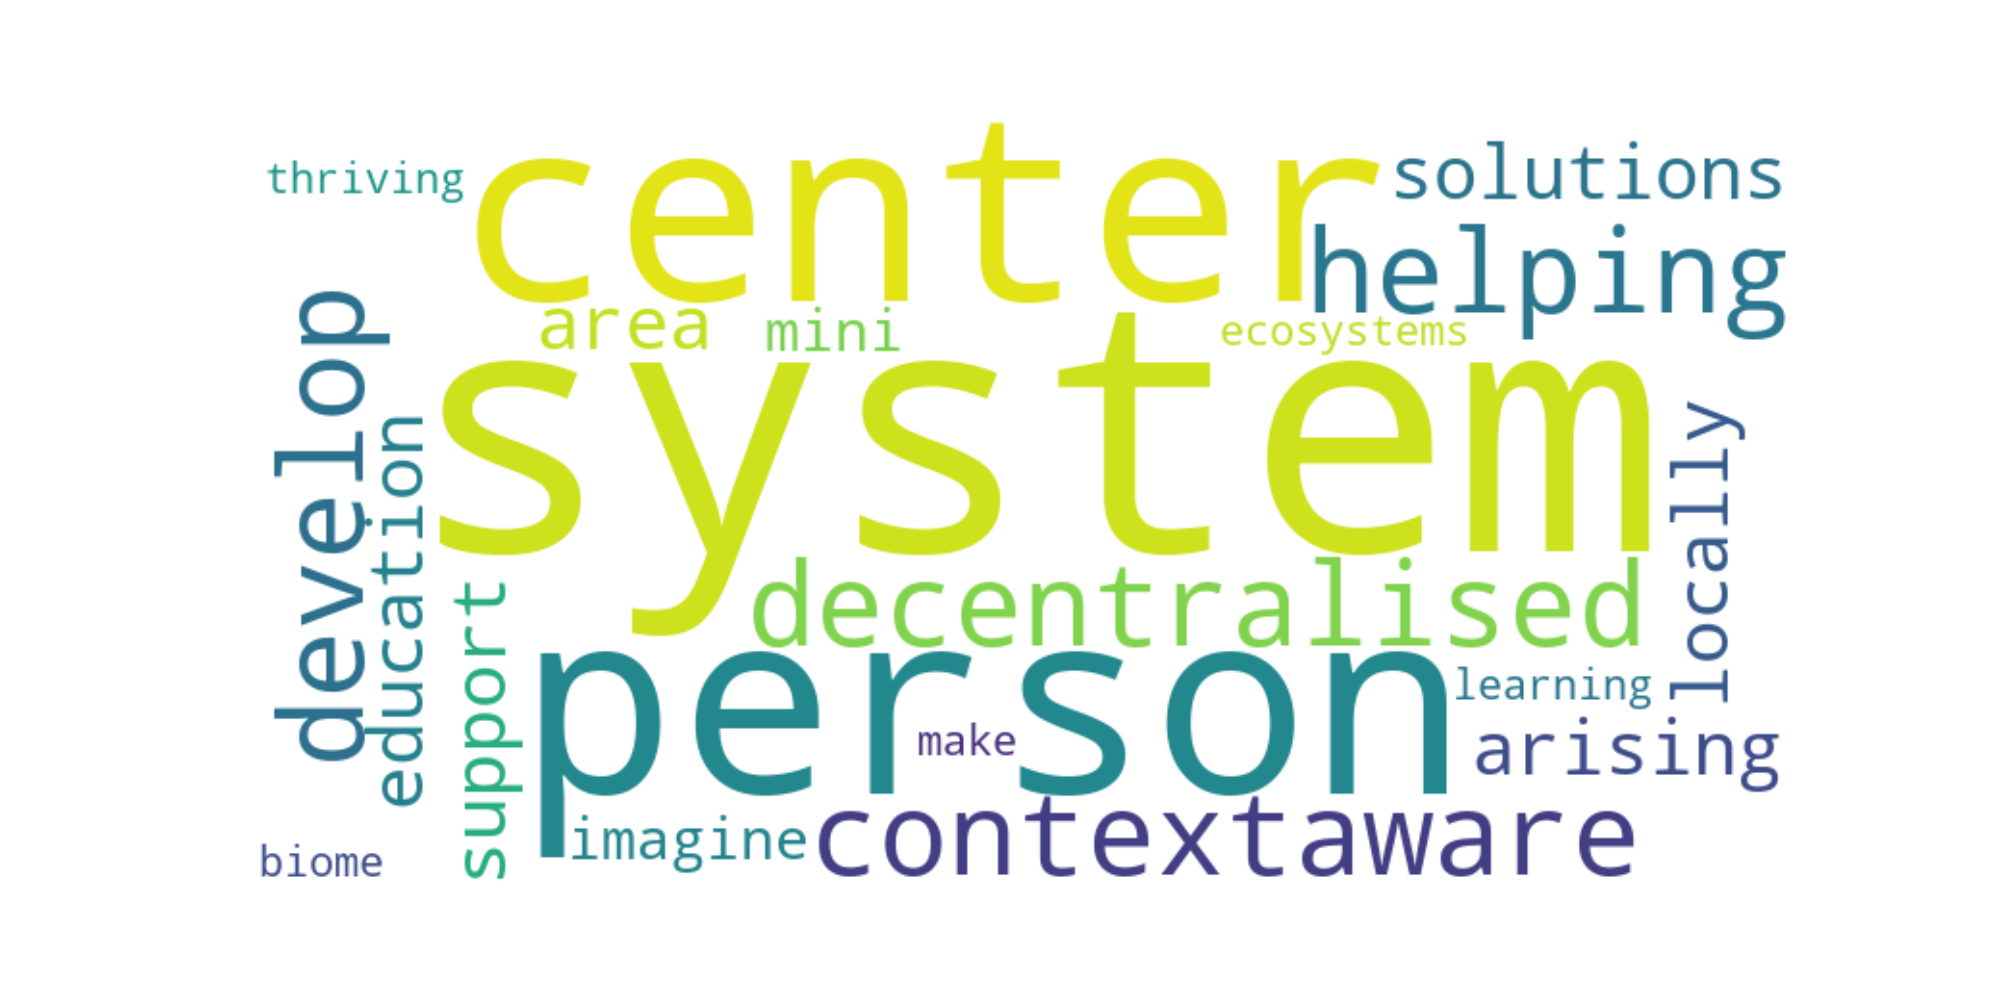 thriving
center
solutions
helping
area
mini
ecosystems
system
develop
education
locally
decentralised
support
person
learning
make
arising
imagine
contextaware
biome